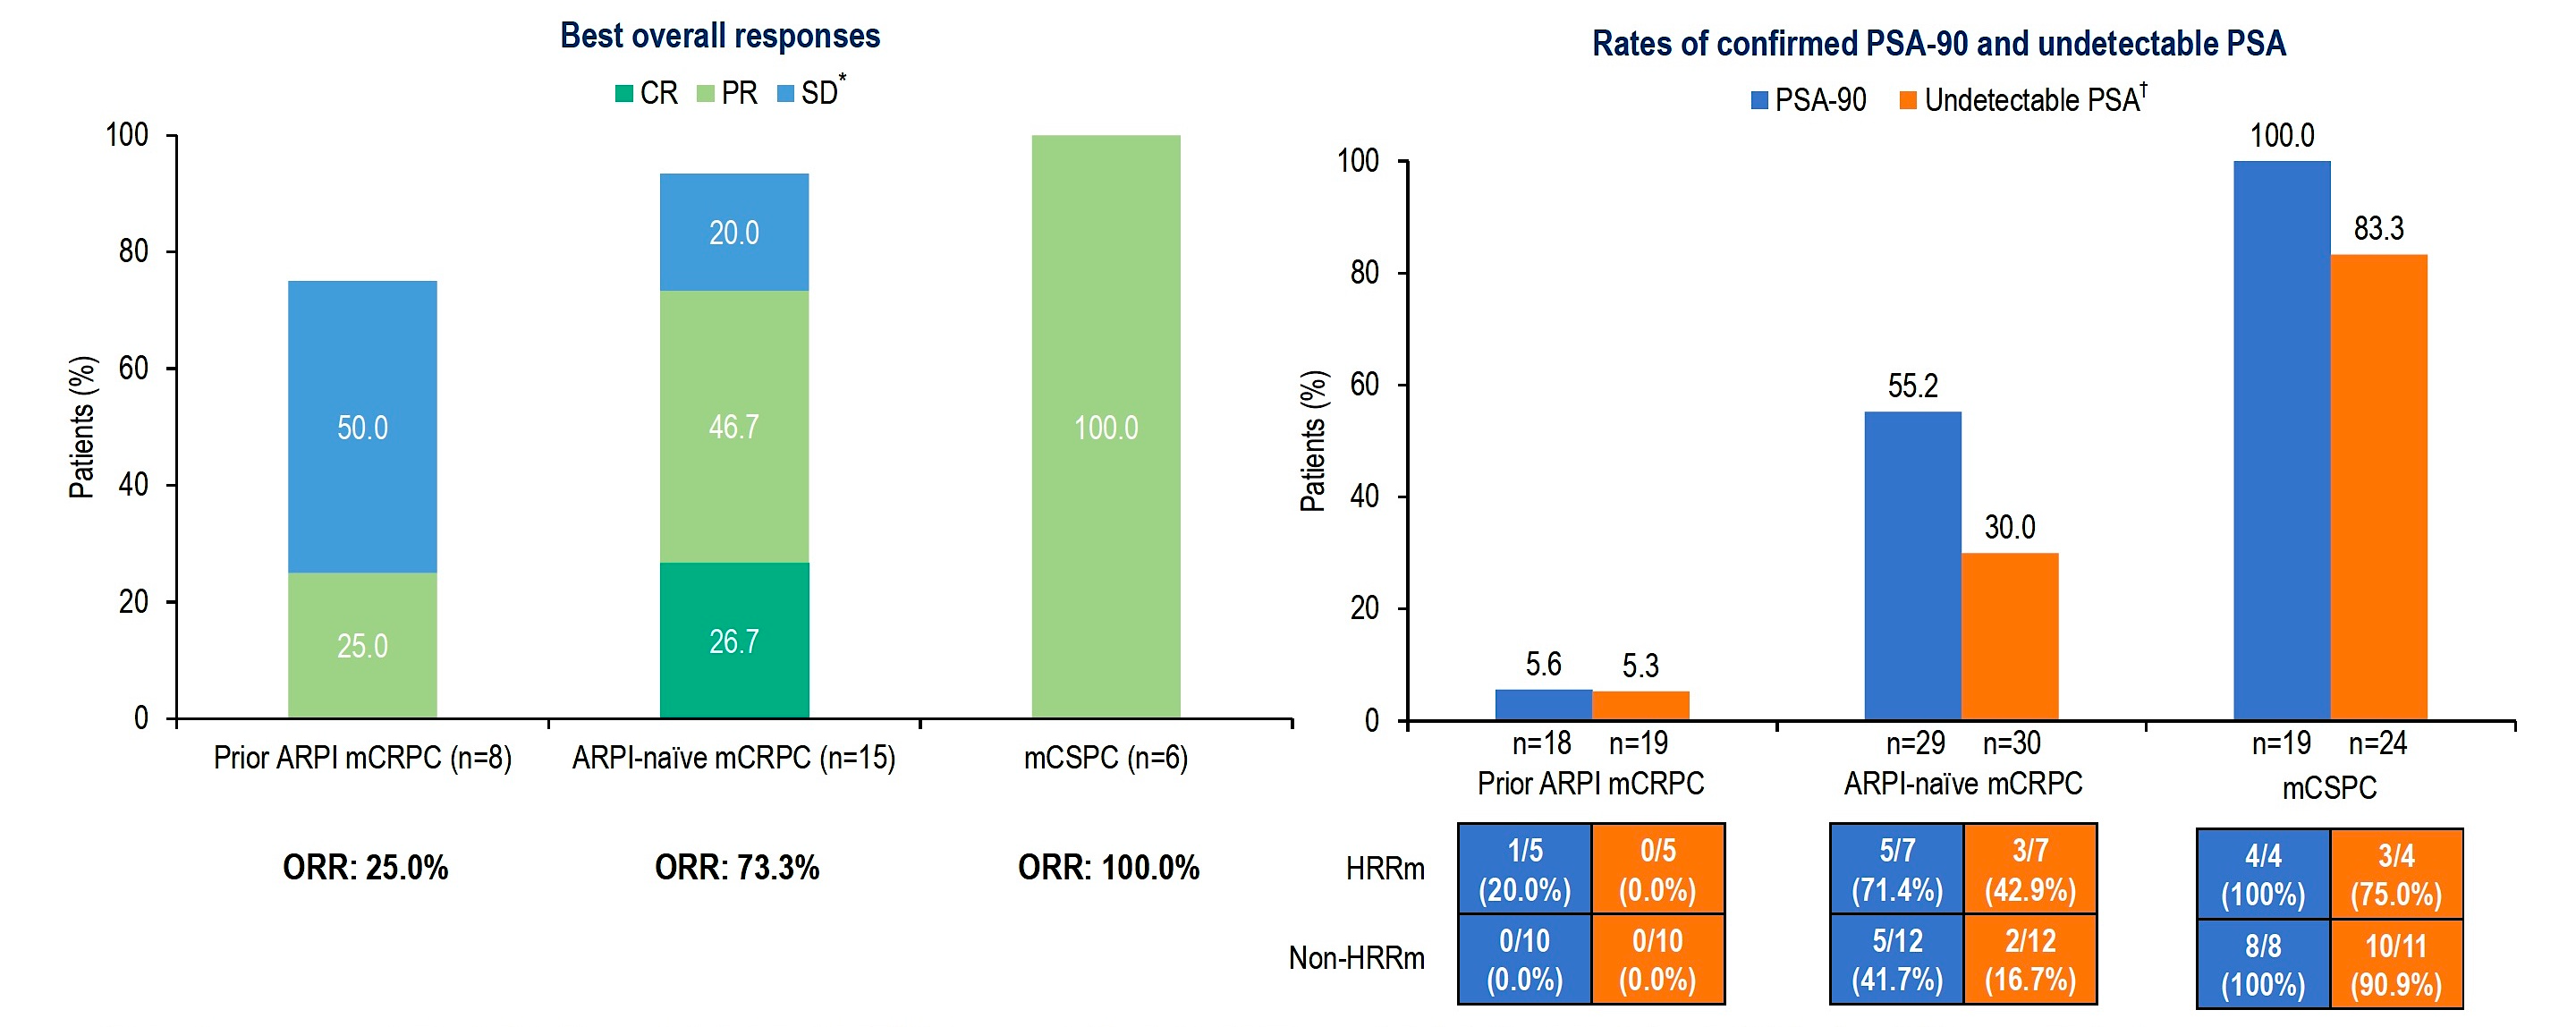 Best overall responses
CR PR SD*
Patients (%)
100
80
60
40
20
0
50.0
25.0
20.0
46.7
26.7
100.0
Prior ARPI mCRPC (n=8) ARPI-naïve mCRPC (n=15) mCSPC (n=6)
ORR: 25.0% ORR: 73.3% ORR: 100.0%
Rates of confirmed PSA-90 and undetectable PSA
PSA-90 Undetectable PSA†
Patients (%)
100
80
60
40
20
0
5.6 5.3
55.2
30.0
100.0
83.3
n=18 n=19 n=29 n=30 n=19 n=24
Prior ARPI mCRPC ARPI-naïve mCRPC mCSPC
HRRm
1/5 0/5 5/7 3/7 4/4 3/4
(20.0%) (0.0%) (71.4%) (42.9%) (100%) (75.0%)
Non-HRRm
0/10 0/10 5/12 2/12 8/8 10/11
(0.0%) (0.0%) (41.7%) (16.7%) (100%) (90.9%)